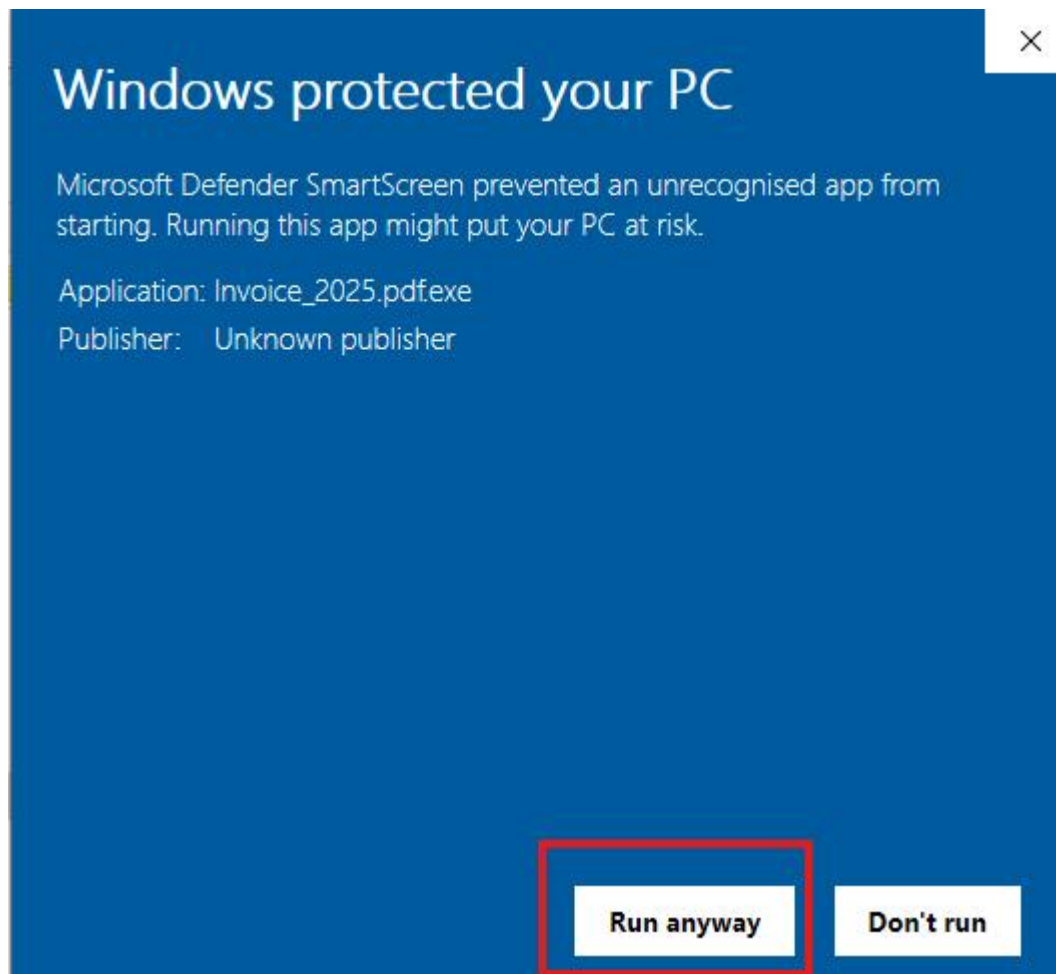 Windows protected your PC
Microsoft Defender SmartScreen prevented an unrecognised app from
starting. Running this app might put your PC at risk.
Application: Invoice_2025.pdf.exe
Publisher: Unknown publisher
Run anyway
Don't run